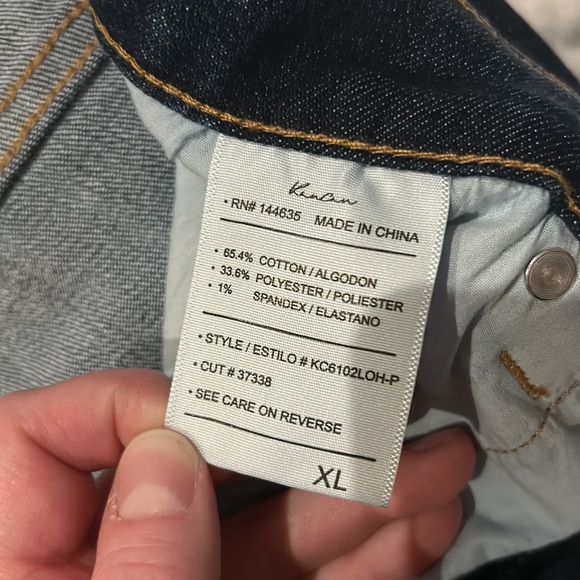 KanCan
• RN# 144635 MADE IN CHINA
• 65.4% COTTON / ALGODON
• 33.6% POLYESTER / POLIESTER
• 1% SPANDEX / ELASTANO
• STYLE / ESTILO # KC6102LOH-P
• CUT # 37338
• SEE CARE ON REVERSE
XL